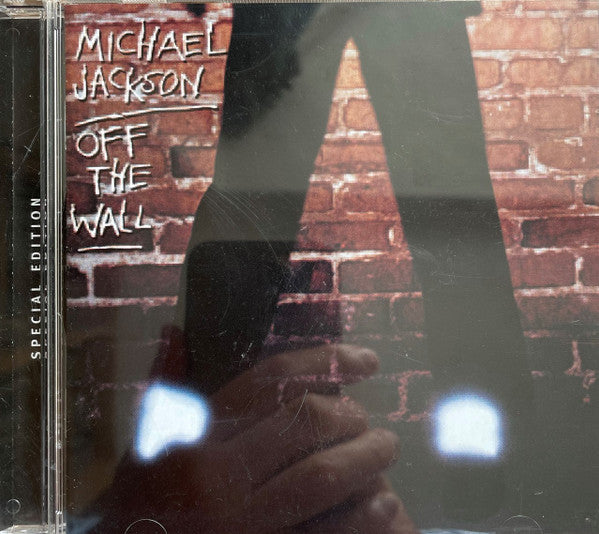 MICHAEL
JACKSON
OFF
THE
WALL
SPECIAL EDITION